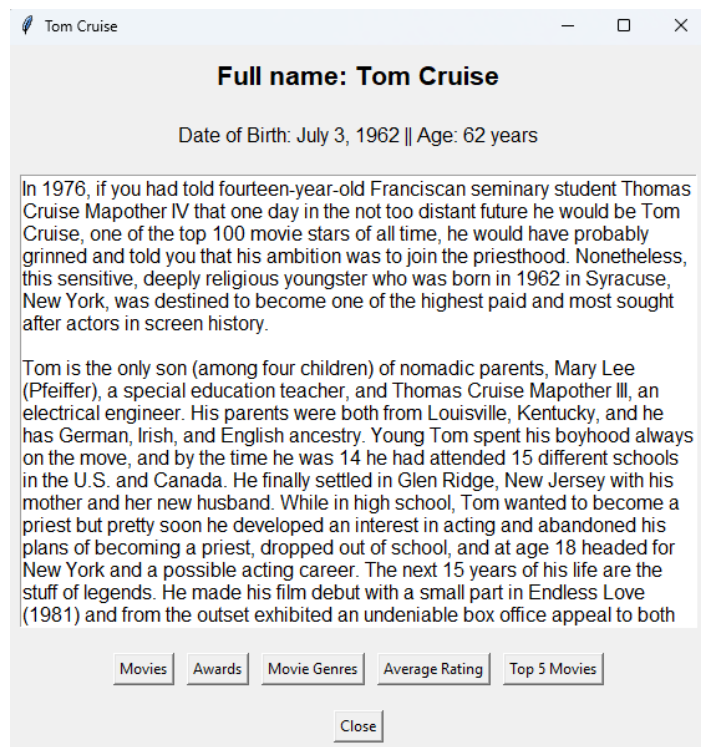 Tom Cruise
Full name: Tom Cruise
Date of Birth: July 3, 1962 || Age: 62 years
In 1976, if you had told fourteen-year-old Franciscan seminary student Thomas
Cruise Mapother IV that one day in the not too distant future he would be Tom
Cruise, one of the top 100 movie stars of all time, he would have probably
grinned and told you that his ambition was to join the priesthood. Nonetheless,
this sensitive, deeply religious youngster who was born in 1962 in Syracuse,
New York, was destined to become one of the highest paid and most sought
after actors in screen history.
Tom is the only son (among four children) of nomadic parents, Mary Lee
(Pfeiffer), a special education teacher, and Thomas Cruise Mapother III, an
electrical engineer. His parents were both from Louisville, Kentucky, and he
has German, Irish, and English ancestry. Young Tom spent his boyhood always
on the move, and by the time he was 14 he had attended 15 different schools
in the U.S. and Canada. He finally settled in Glen Ridge, New Jersey with his
mother and her new husband. While in high school, Tom wanted to become a
priest but pretty soon he developed an interest in acting and abandoned his
plans of becoming a priest, dropped out of school, and at age 18 headed for
New York and a possible acting career. The next 15 years of his life are the
stuff of legends. He made his film debut with a small part in Endless Love
(1981) and from the outset exhibited an undeniable box office appeal to both
Movies Awards Movie Genres Average Rating Top 5 Movies
Close